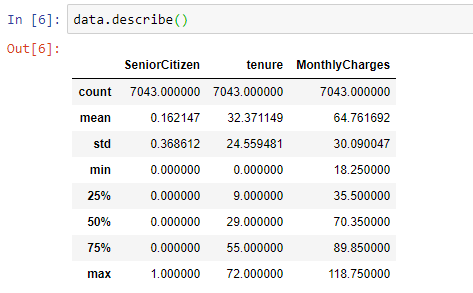 In [6]: data.describe()
Out[6]:
SeniorCitizen tenure MonthlyCharges
count 7043.000000 7043.000000 7043.000000
mean 0.162147 32.371149 64.761692
std 0.368612 24.559481 30.090047
min 0.000000 0.000000 18.250000
25% 0.000000 9.000000 35.500000
50% 0.000000 29.000000 70.350000
75% 0.000000 55.000000 89.850000
max 1.000000 72.000000 118.750000